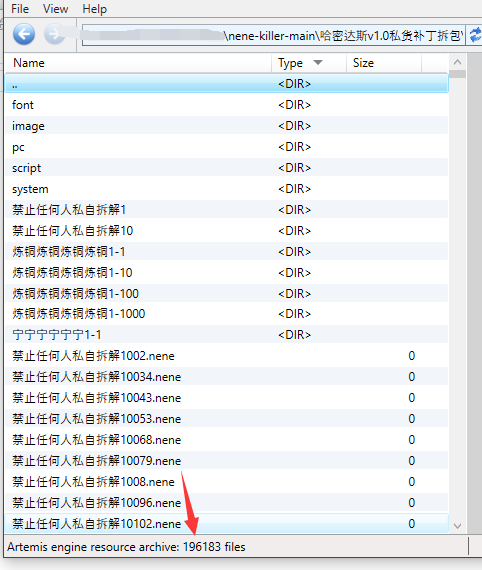 File View Help
\nene-killer-main\哈密达斯v1.0私货补丁拆包\
Name Type Size
.. <DIR>
font <DIR>
image <DIR>
pc <DIR>
script <DIR>
system <DIR>
禁止任何人私自拆解1 <DIR>
禁止任何人私自拆解10 <DIR>
炼铜炼铜炼铜炼铜1-1 <DIR>
炼铜炼铜炼铜炼铜1-10 <DIR>
炼铜炼铜炼铜炼铜1-100 <DIR>
炼铜炼铜炼铜炼铜1-1000 <DIR>
宁宁宁宁宁宁1-1 <DIR>
禁止任何人私自拆解1002.nene 0
禁止任何人私自拆解10034.nene 0
禁止任何人私自拆解10043.nene 0
禁止任何人私自拆解10053.nene 0
禁止任何人私自拆解10068.nene 0
禁止任何人私自拆解10079.nene 0
禁止任何人私自拆解1008.nene 0
禁止任何人私自拆解10096.nene 0
禁止任何人私自拆解10102.nene 0
Artemis engine resource archive: 196183 files